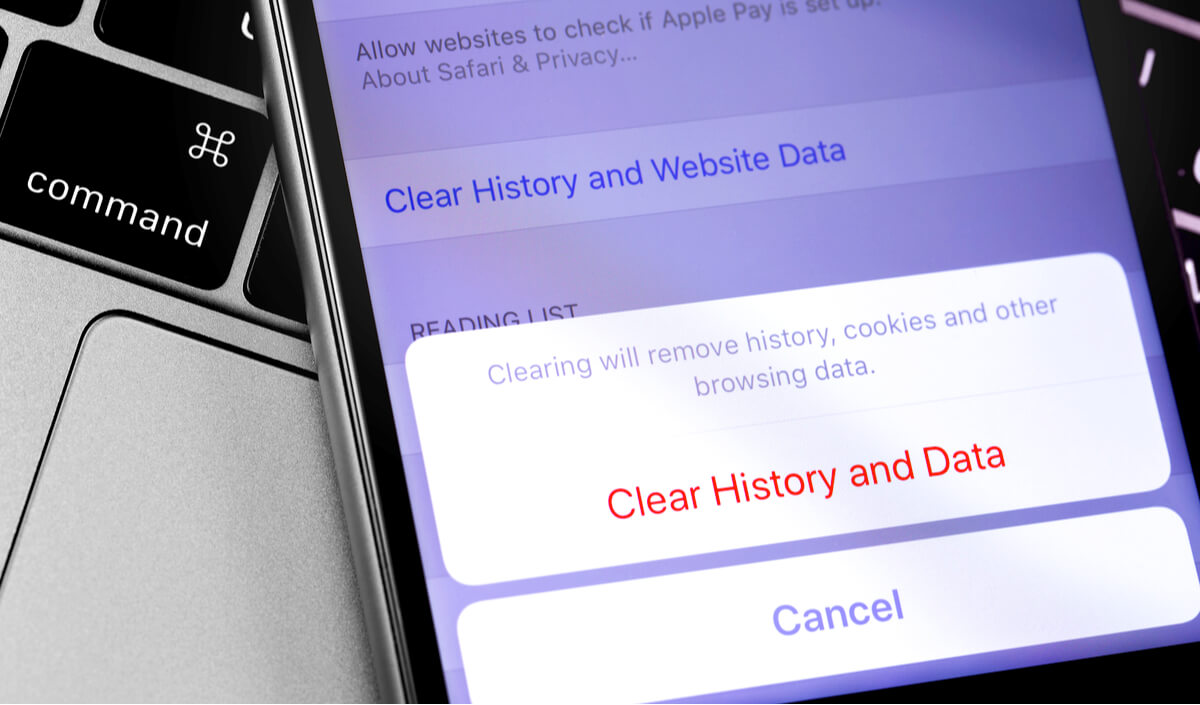 Allow websites to check if Apple Pay is set up.
About Safari & Privacy...
⌘
command
Clear History and Website Data
READING LIST
Clearing will remove history, cookies and other
browsing data.
Clear History and Data
Cancel